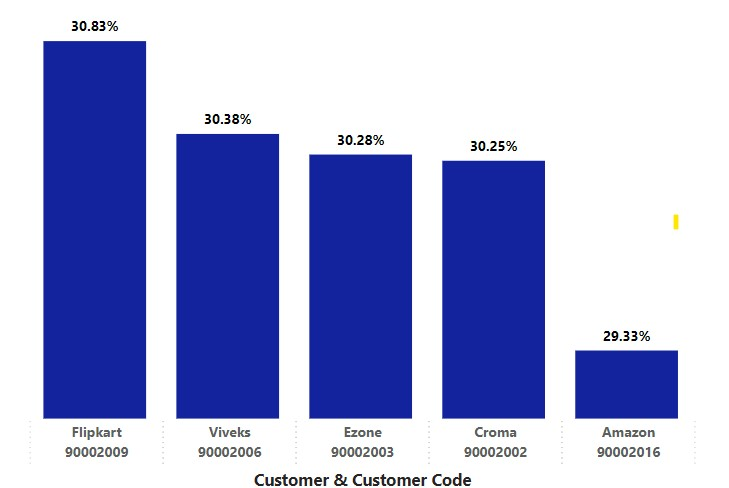 30.83%
30.38%
30.28%
30.25%
29.33%
Flipkart Viveks Ezone Croma Amazon
90002009 90002006 90002003 90002002 90002016
Customer & Customer Code